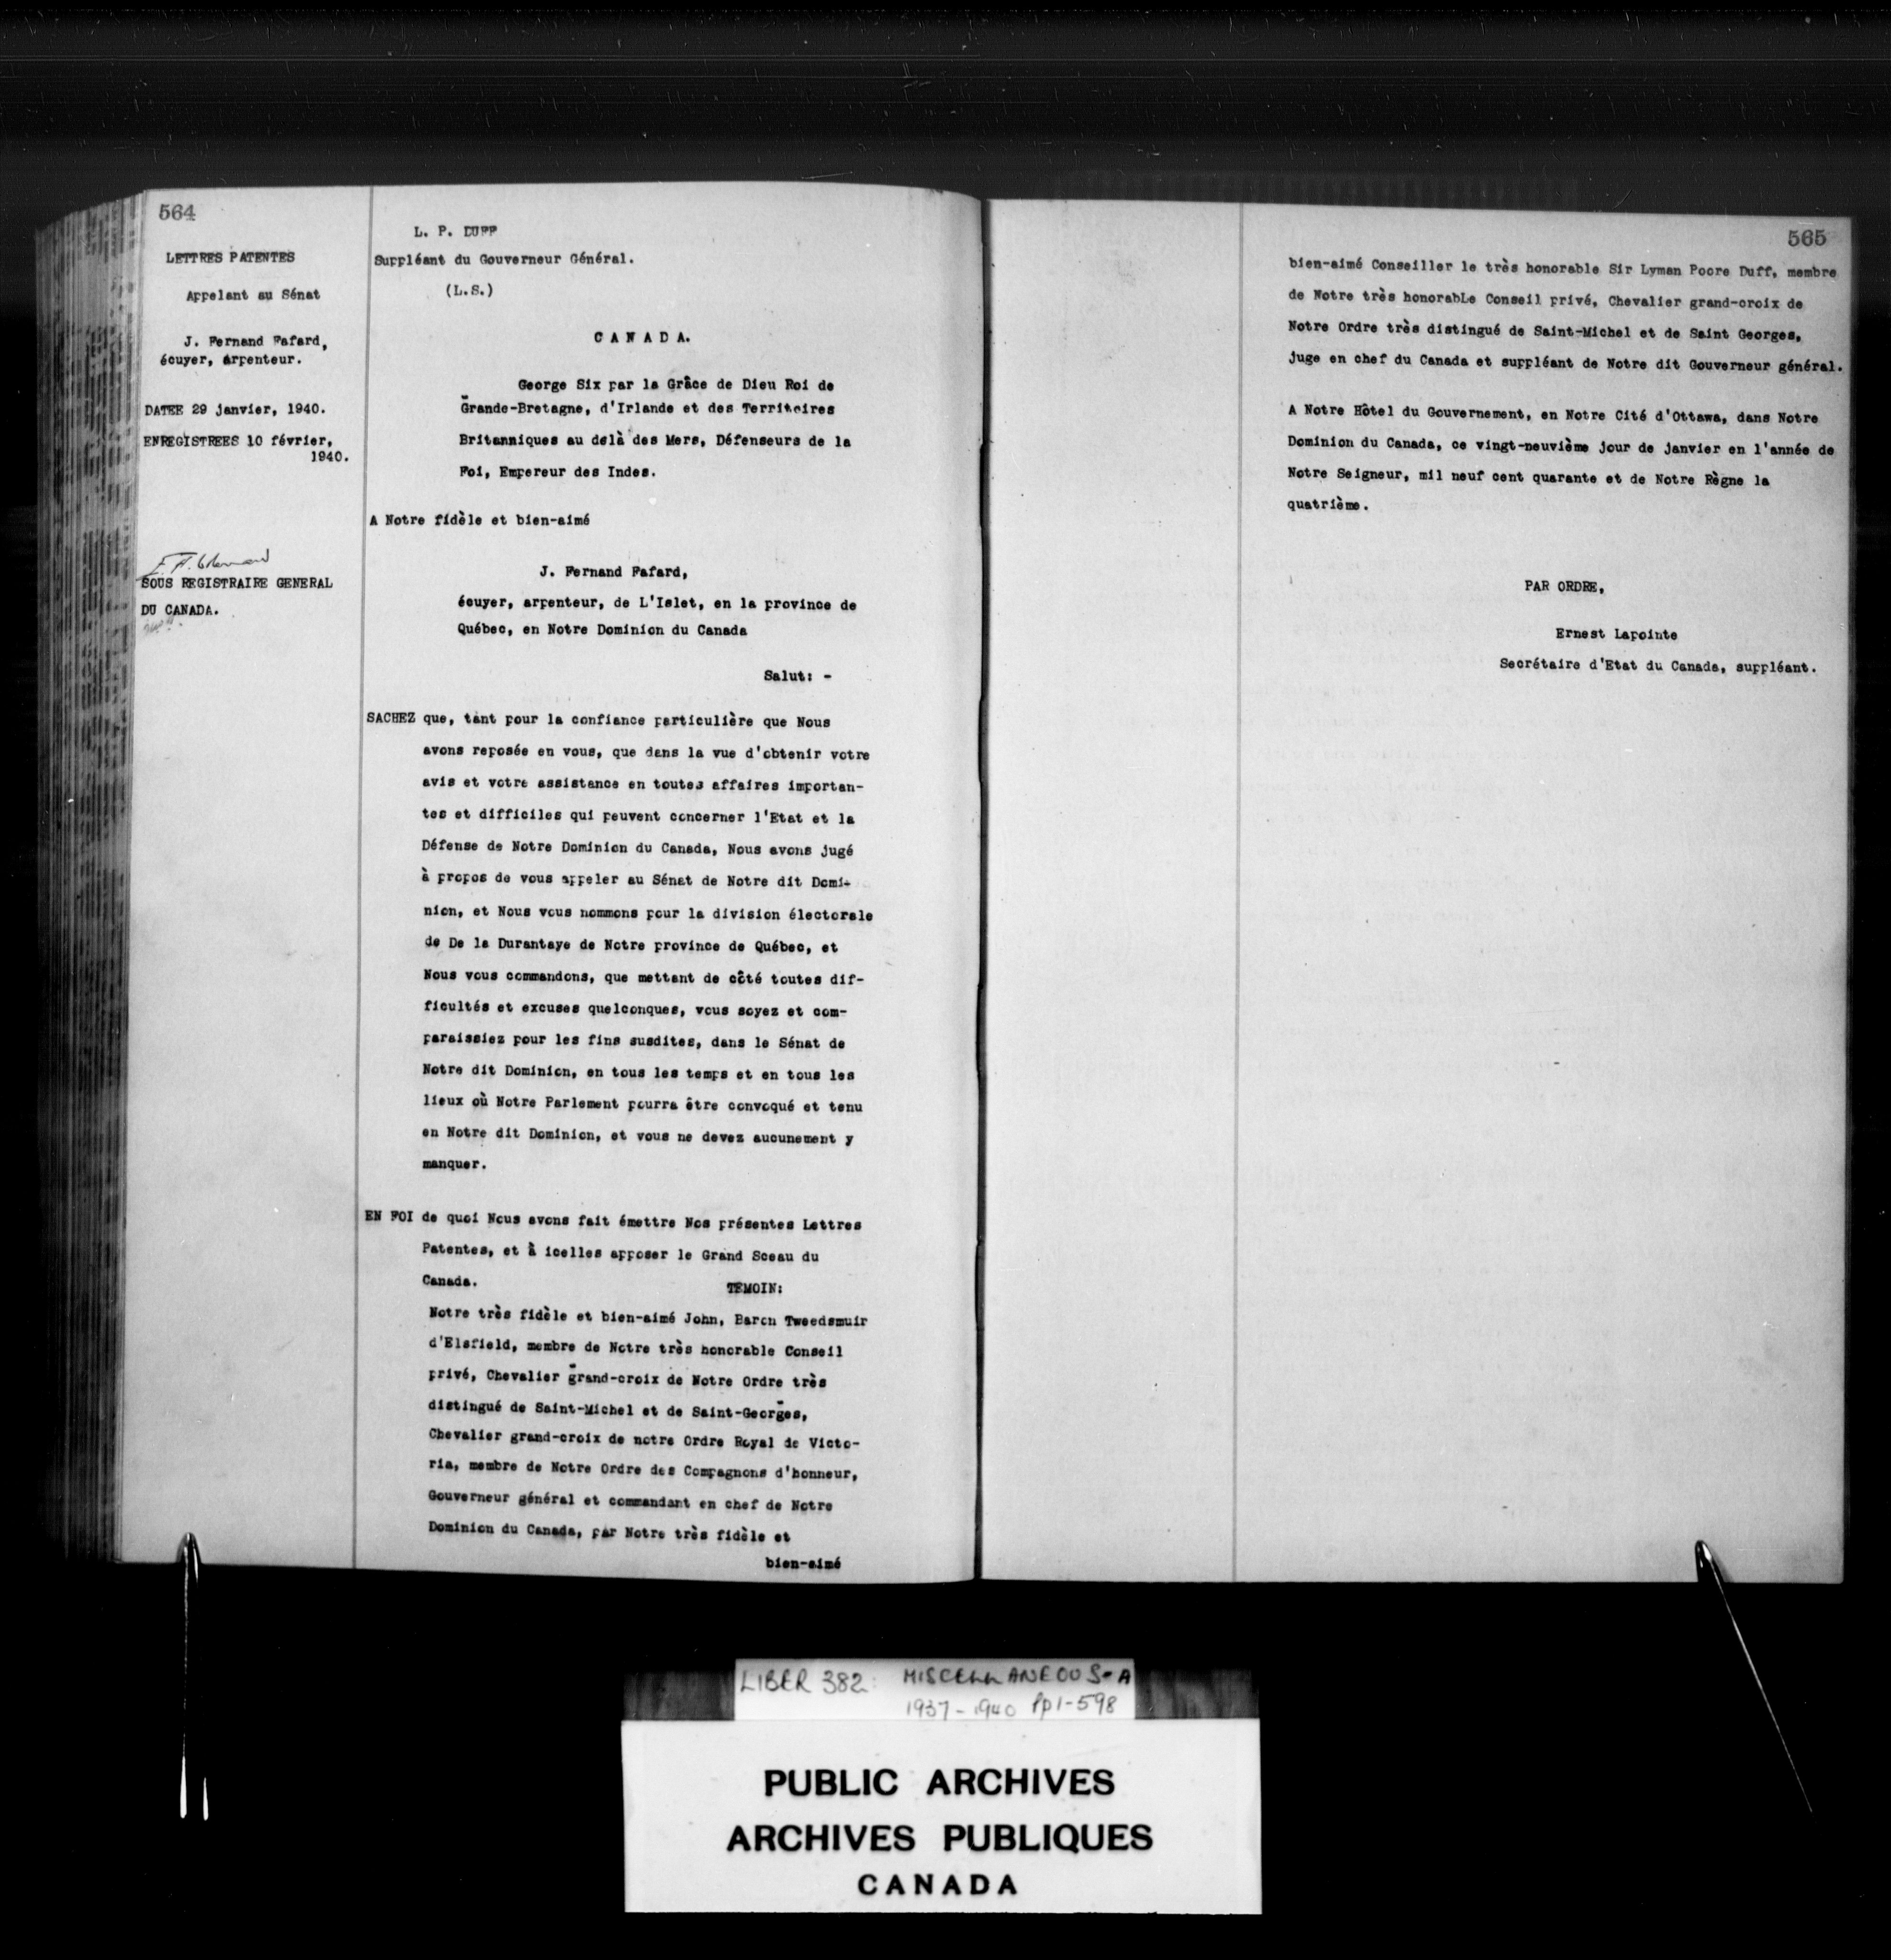 564
LETTRES PATENTES
Appelant au Sénat
J. Fernand Fafard,
écuyer, arpenteur.
DATEE 29 janvier, 1940.
ENREGISTREES 10 février,
1940.
SOUS REGISTRAIRE GENERAL
DU CANADA.
L. P. DUFF
Suppléant du Gouverneur Général.
(L.S.)
CANADA.
George Six par la Grâce de Dieu Roi de
Grande-Bretagne, d'Irlande et des Territoires
Britanniques au delà des Mers, Défenseurs de la
Foi, Empereur des Indes.
A Notre fidèle et bien-aimé
J. Fernand Fafard,
écuyer, arpenteur, de L'Islet, en la province de
Québec, en Notre Dominion du Canada
Salut: -
SACHEZ que, tant pour la confiance particulière que Nous
avons reposée en vous, que dans la vue d'obtenir votre
avis et votre assistance en toutes affaires importan-
tes et difficiles qui peuvent concerner l'Etat et la
Défense de Notre Dominion du Canada, Nous avons jugé
à propos de vous appeler au Sénat de Notre dit Domi-
nion, et Nous vous nommons pour la division électorale
de De la Durantaye de Notre province de Québec, et
Nous vous commandons, que mettant de côté toutes dif-
ficultés et excuses quelconques, vous soyez et com-
paraissiez pour les fins susdites, dans le Sénat de
Notre dit Dominion, en tous les temps et en tous les
lieux où Notre Parlement pourra être convoqué et tenu
en Notre dit Dominion, et vous ne devez aucunement y
manquer.
EN FOI de quoi Nous avons fait émettre Nos présentes Lettres
Patentes, et à icelles apposer le Grand Sceau du
Canada. TEMOIN:
Notre très fidèle et bien-aimé John, Baron Tweedsmuir
d'Elsfield, membre de Notre très honorable Conseil
privé, Chevalier grand-croix de Notre Ordre très
distingué de Saint-Michel et de Saint-Georges,
Chevalier grand-croix de notre Ordre Royal de Victo-
ria, membre de Notre Ordre des Compagnons d'honneur,
Gouverneur général et commandant en chef de Notre
Dominion du Canada, par Notre très fidèle et
bien-aimé
565
bien-aimé Conseiller le très honorable Sir Lyman Poore Duff, membre
de Notre très honorabLe Conseil privé, Chevalier grand-croix de
Notre Ordre très distingué de Saint-Michel et de Saint Georges,
juge en chef du Canada et suppléant de Notre dit Gouverneur général.
A Notre Hôtel du Gouvernement, en Notre Cité d'Ottawa, dans Notre
Dominion du Canada, ce vingt-neuvième jour de janvier en l'année de
Notre Seigneur, mil neuf cent quarante et de Notre Règne la
quatrième.
PAR ORDRE,
Ernest Lapointe
Secrétaire d'Etat du Canada, suppléant.
LIBER 382: MISCELLANEOUS-A
1937-1940 Pp1-598
PUBLIC ARCHIVES
ARCHIVES PUBLIQUES
CANADA